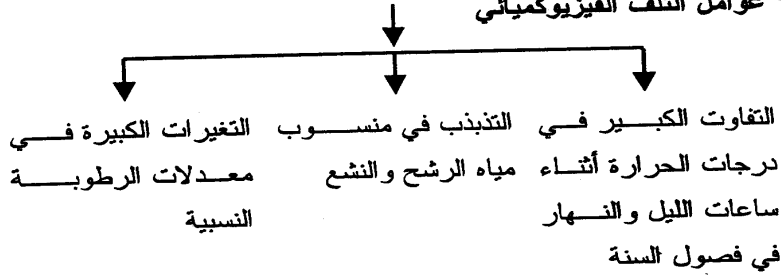 عوامل التلف الفيزيوكميائي
التفاوت الكبير في
درجات الحرارة أثناء
ساعات الليل والنهار
في فصول السنة
التذبذب في منسوب
مياه الرشح والنشع
التغيرات الكبيرة في
معدلات الرطوبة
النسبية